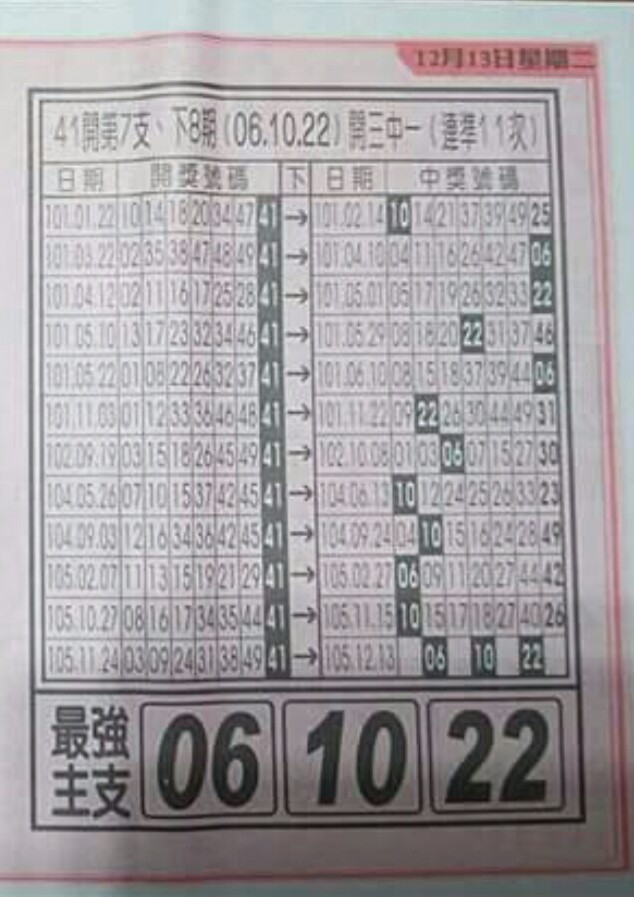 12月13日星期二
41開第7支、下8期(06.10.22)開三中一(連準11次)
日期 開獎號碼 下 日期 中獎號碼
101.01.22 10 14 18 20 34 47 41 → 101.02.14 10 14 21 37 39 49 25
101.03.22 02 35 38 47 48 49 41 → 101.04.10 04 11 16 26 42 47 06
101.04.12 02 11 16 17 25 28 41 → 101.05.01 05 17 19 26 32 33 22
101.05.10 13 17 23 32 34 46 41 → 101.05.29 08 18 20 22 31 37 46
101.05.22 01 08 22 26 32 37 41 → 101.06.10 08 15 18 37 39 44 06
101.11.03 01 12 33 36 46 48 41 → 101.11.22 09 22 26 30 44 49 31
102.09.19 03 15 18 26 45 49 41 → 102.10.08 01 03 06 07 15 27 30
104.05.26 07 10 15 37 42 45 41 → 104.06.13 10 12 24 25 26 33 23
104.09.03 12 16 34 36 42 45 41 → 104.09.24 04 10 15 16 24 28 49
105.02.07 11 13 15 19 21 29 41 → 105.02.27 06 09 11 20 27 44 42
105.10.27 08 16 17 34 35 44 41 → 105.11.15 10 15 17 18 27 40 26
105.11.24 03 09 24 31 38 49 41 → 105.12.13 06 10 22
最強
主支 06 10 22